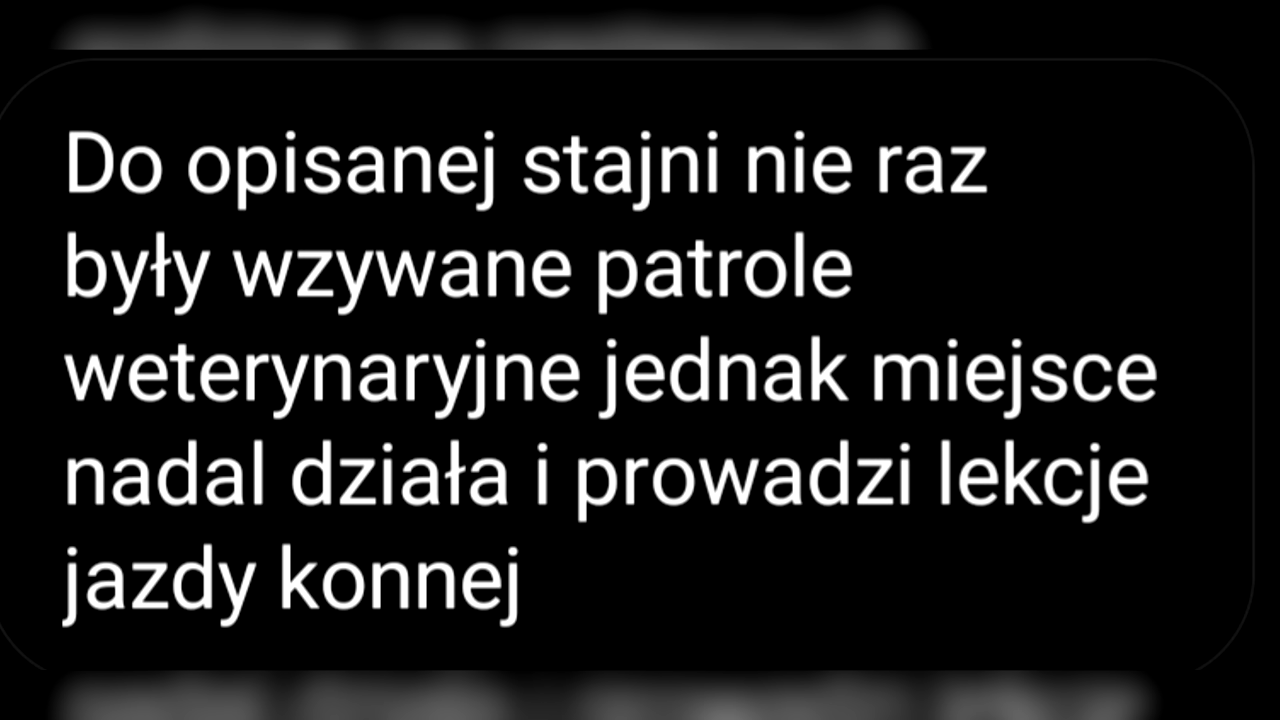 Do opisanej stajni nie raz
były wzywane patrole
weterynaryjne jednak miejsce
nadal działa i prowadzi lekcje
jazdy konnej